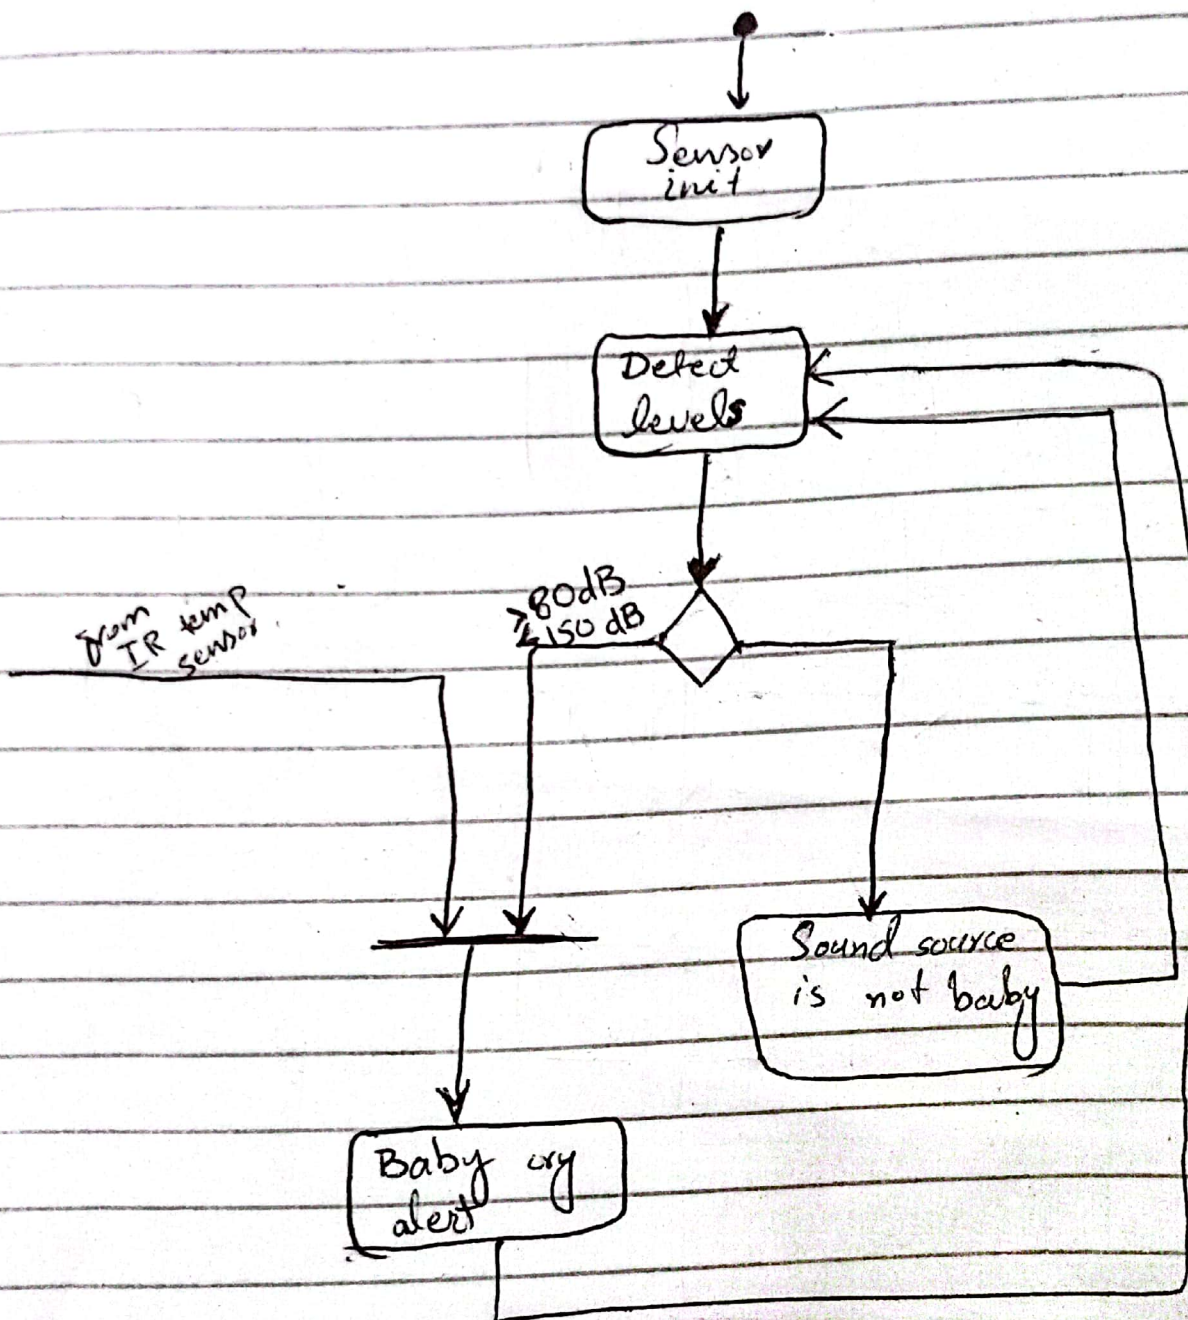 Sensor
init
Detect
levels
≥80dB
≤150 dB
from
IR temp
sensor
Sound source
is not baby
Baby cry
alert